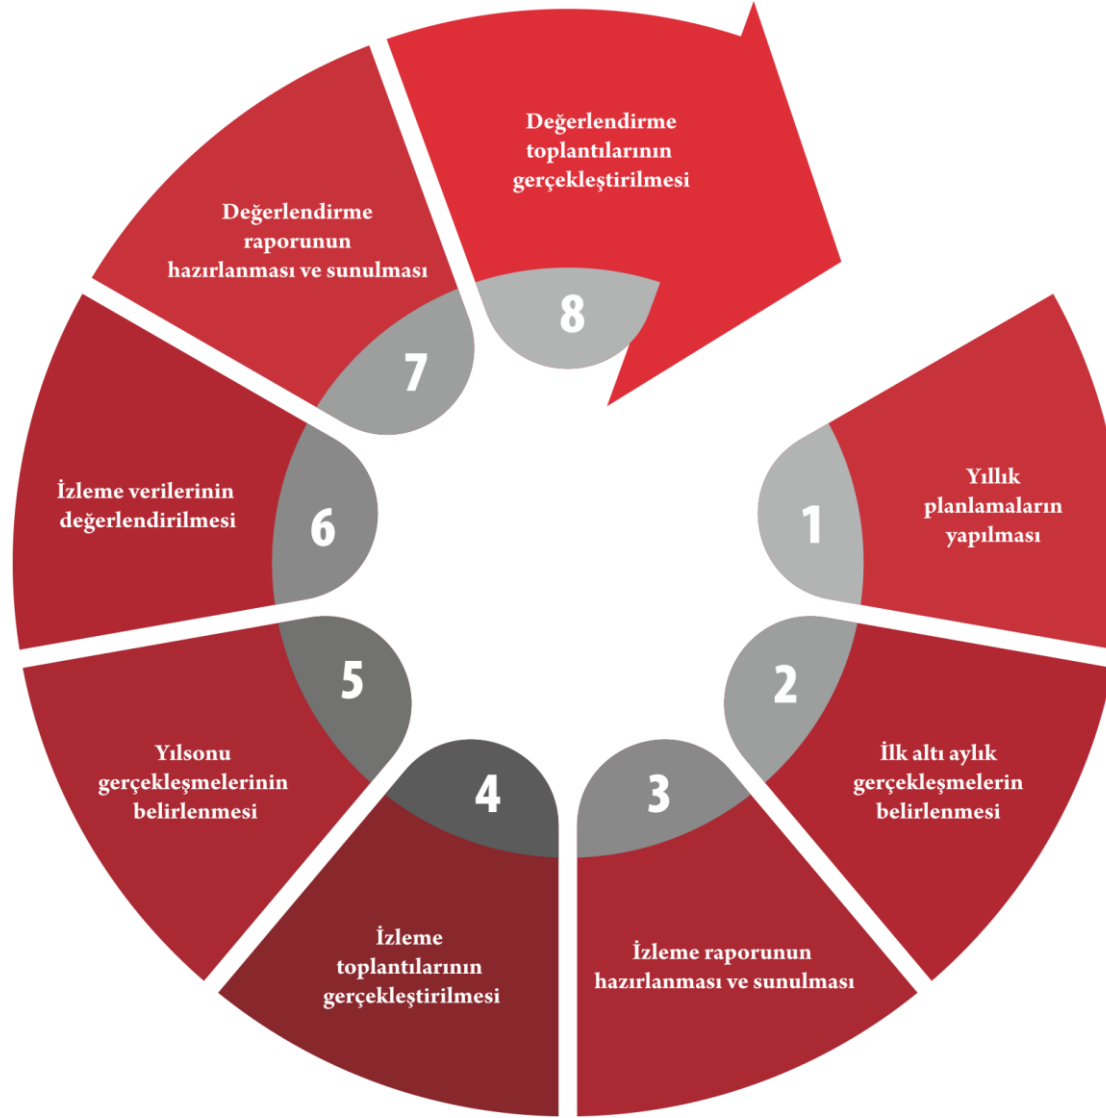 1
Yıllık
planlamaların
yapılması
2
İlk altı aylık
gerçekleşmelerin
belirlenmesi
3
İzleme raporunun
hazırlanması ve sunulması
4
İzleme
toplantılarının
gerçekleştirilmesi
5
Yılsonu
gerçekleşmelerinin
belirlenmesi
6
İzleme verilerinin
değerlendirilmesi
7
Değerlendirme
raporunun
hazırlanması ve sunulması
8
Değerlendirme
toplantılarının
gerçekleştirilmesi